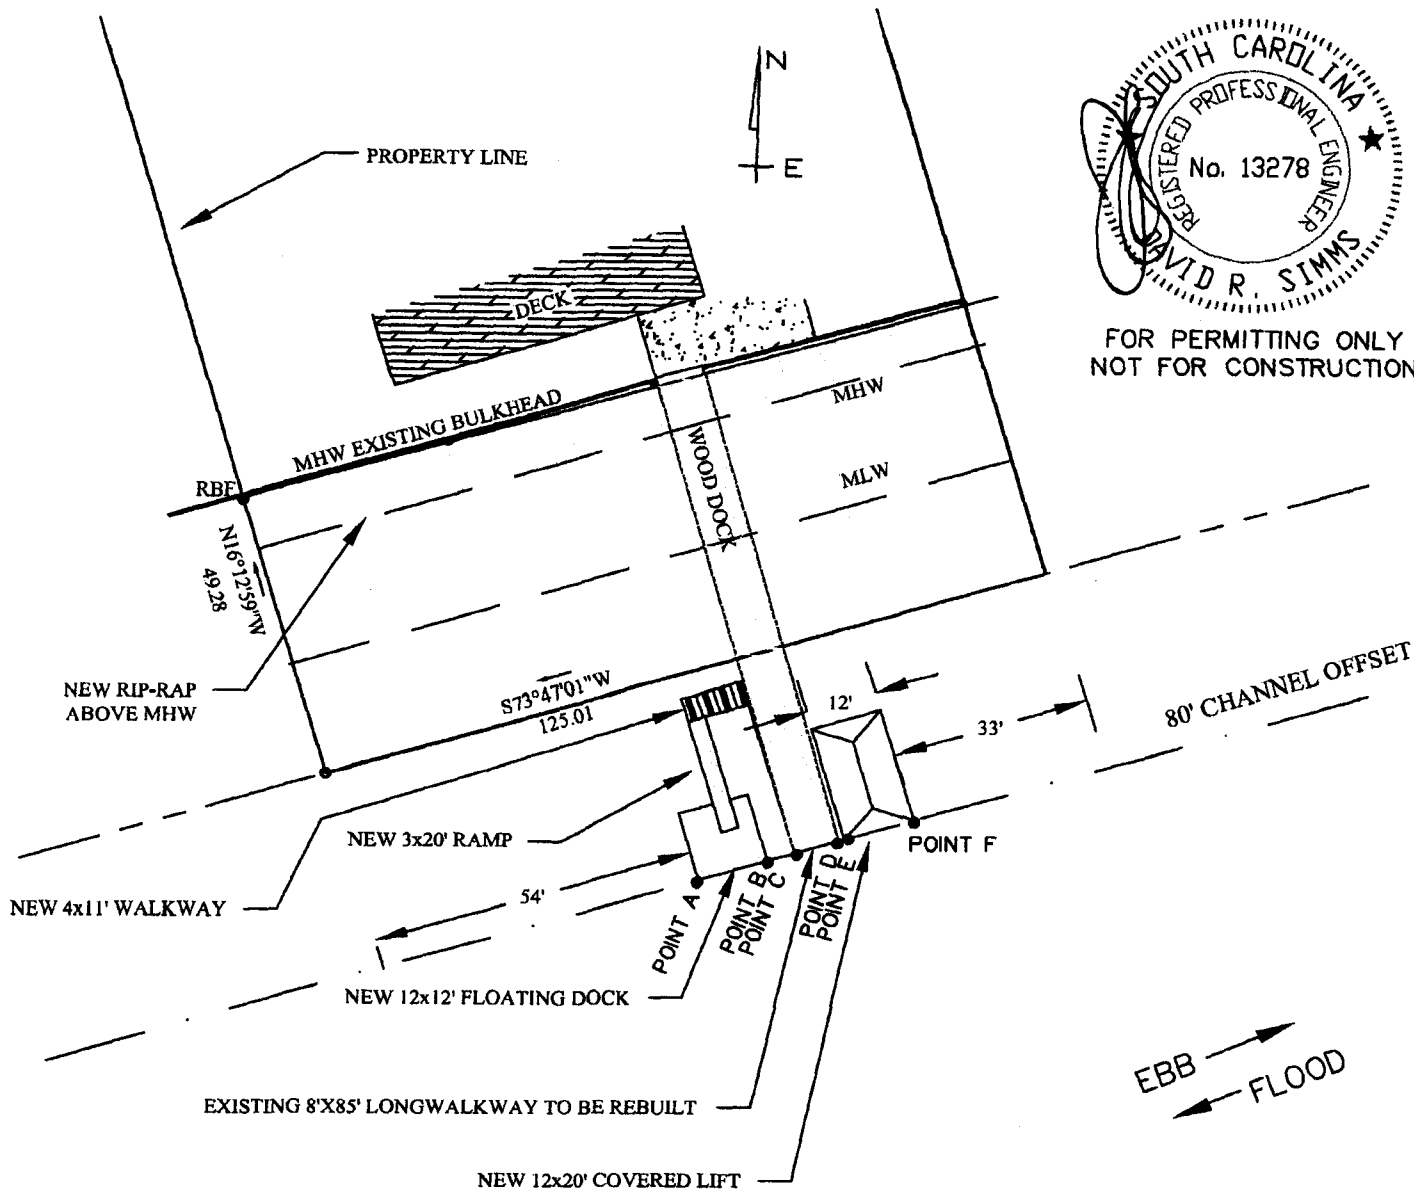 N
E
SOUTH CAROLINA
REGISTERED PROFESSIONAL ENGINEER
No. 13278
DAVID R. SIMMS
FOR PERMITTING ONLY
NOT FOR CONSTRUCTION
PROPERTY LINE
DECK
MHW EXISTING BULKHEAD
MHW
RBF
WOOD DOCK
MLW
N16°12'59"W
49.28
NEW RIP-RAP
ABOVE MHW
S73°47'01"W
125.01
12'
33'
80' CHANNEL OFFSET
NEW 3x20' RAMP
POINT F
NEW 4x11' WALKWAY
54'
POINT A
POINT B
POINT C
POINT D
POINT E
NEW 12x12' FLOATING DOCK
EBB
FLOOD
EXISTING 8'X85' LONGWALKWAY TO BE REBUILT
NEW 12x20' COVERED LIFT